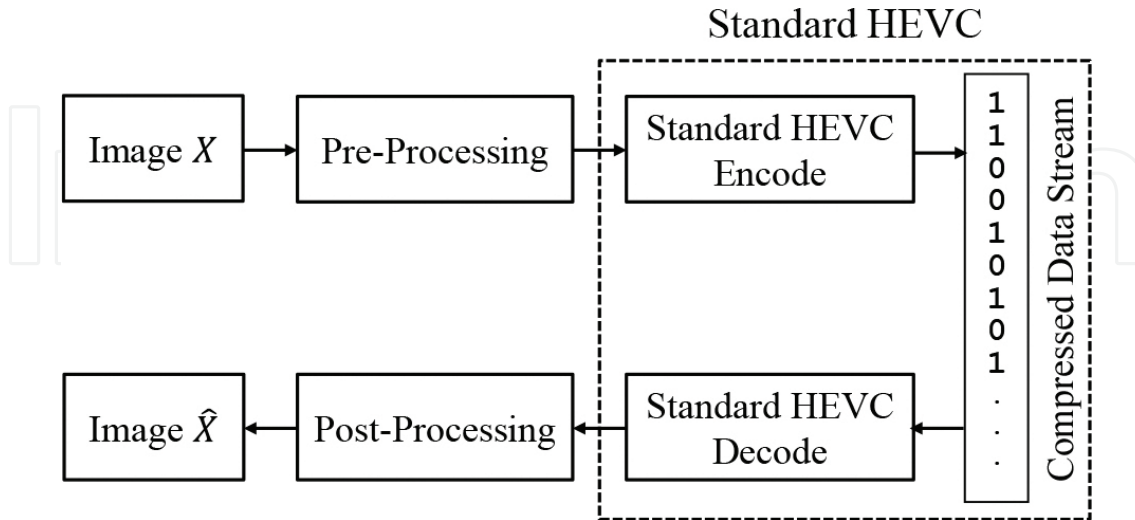 Standard HEVC
Image X
Pre-Processing
Standard HEVC
Encode
1
1
0
0
1
0
1
0
1
.
.
.
Compressed Data Stream
Image X̂
Post-Processing
Standard HEVC
Decode